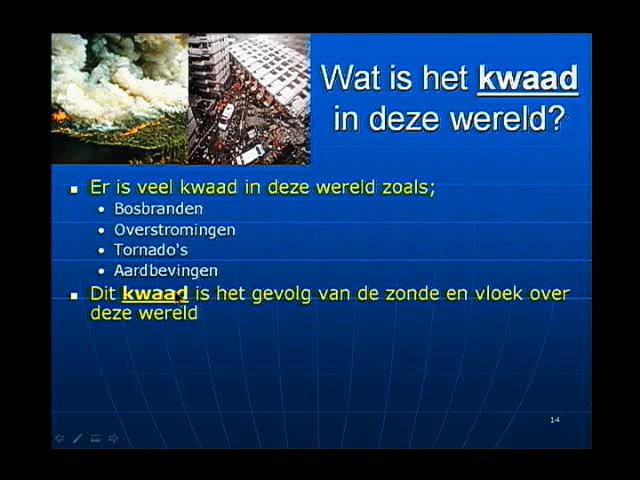 Wat is het kwaad
in deze wereld?
Er is veel kwaad in deze wereld zoals;
Bosbranden
Overstromingen
Tornado's
Aardbevingen
Dit kwaad is het gevolg van de zonde en vloek over
deze wereld
14